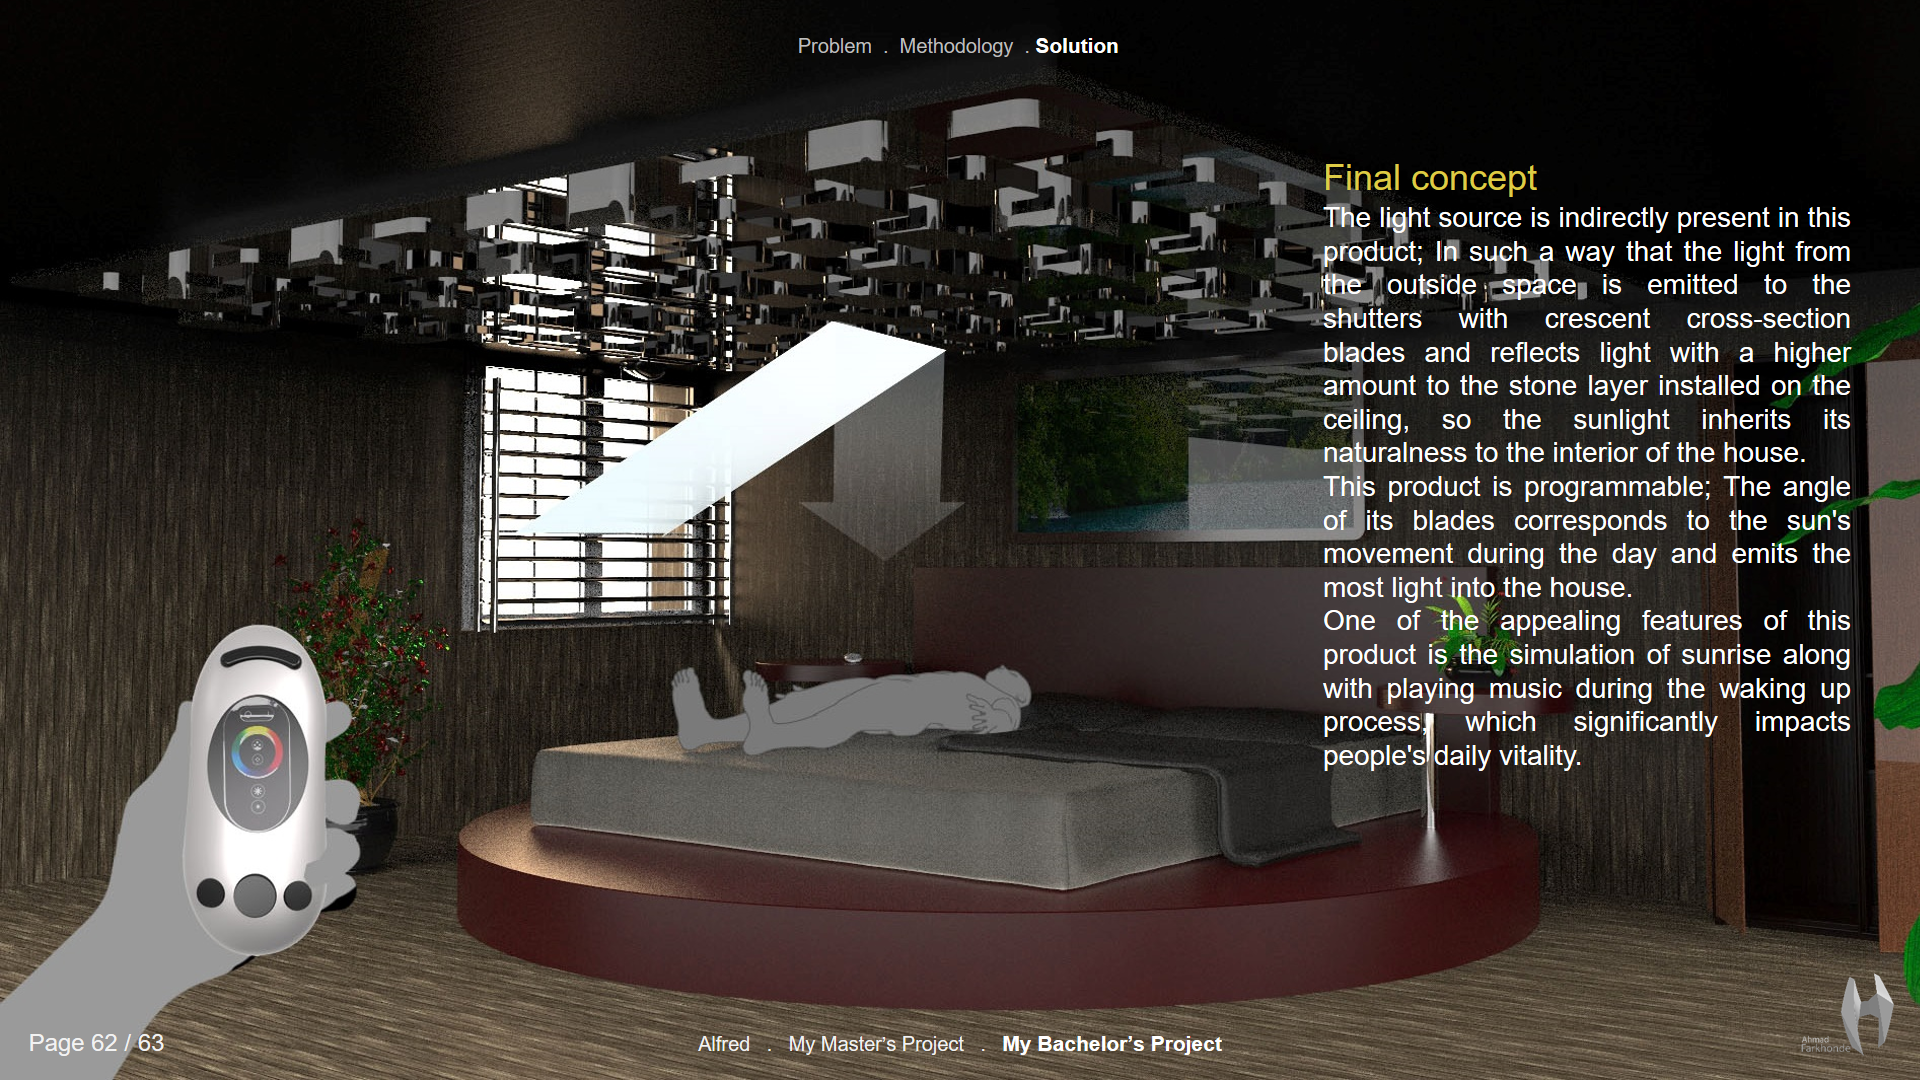 Problem . Methodology . Solution
Final concept
The light source is indirectly present in this
product; In such a way that the light from
the outside space is emitted to the
shutters with crescent cross-section
blades and reflects light with a higher
amount to the stone layer installed on the
ceiling, so the sunlight inherits its
naturalness to the interior of the house.
This product is programmable; The angle
of its blades corresponds to the sun's
movement during the day and emits the
most light into the house.
One of the appealing features of this
product is the simulation of sunrise along
with playing music during the waking up
process, which significantly impacts
people's daily vitality.
Page 62 / 63
Alfred . My Master’s Project . My Bachelor’s Project
Ahmad
Farkhonde